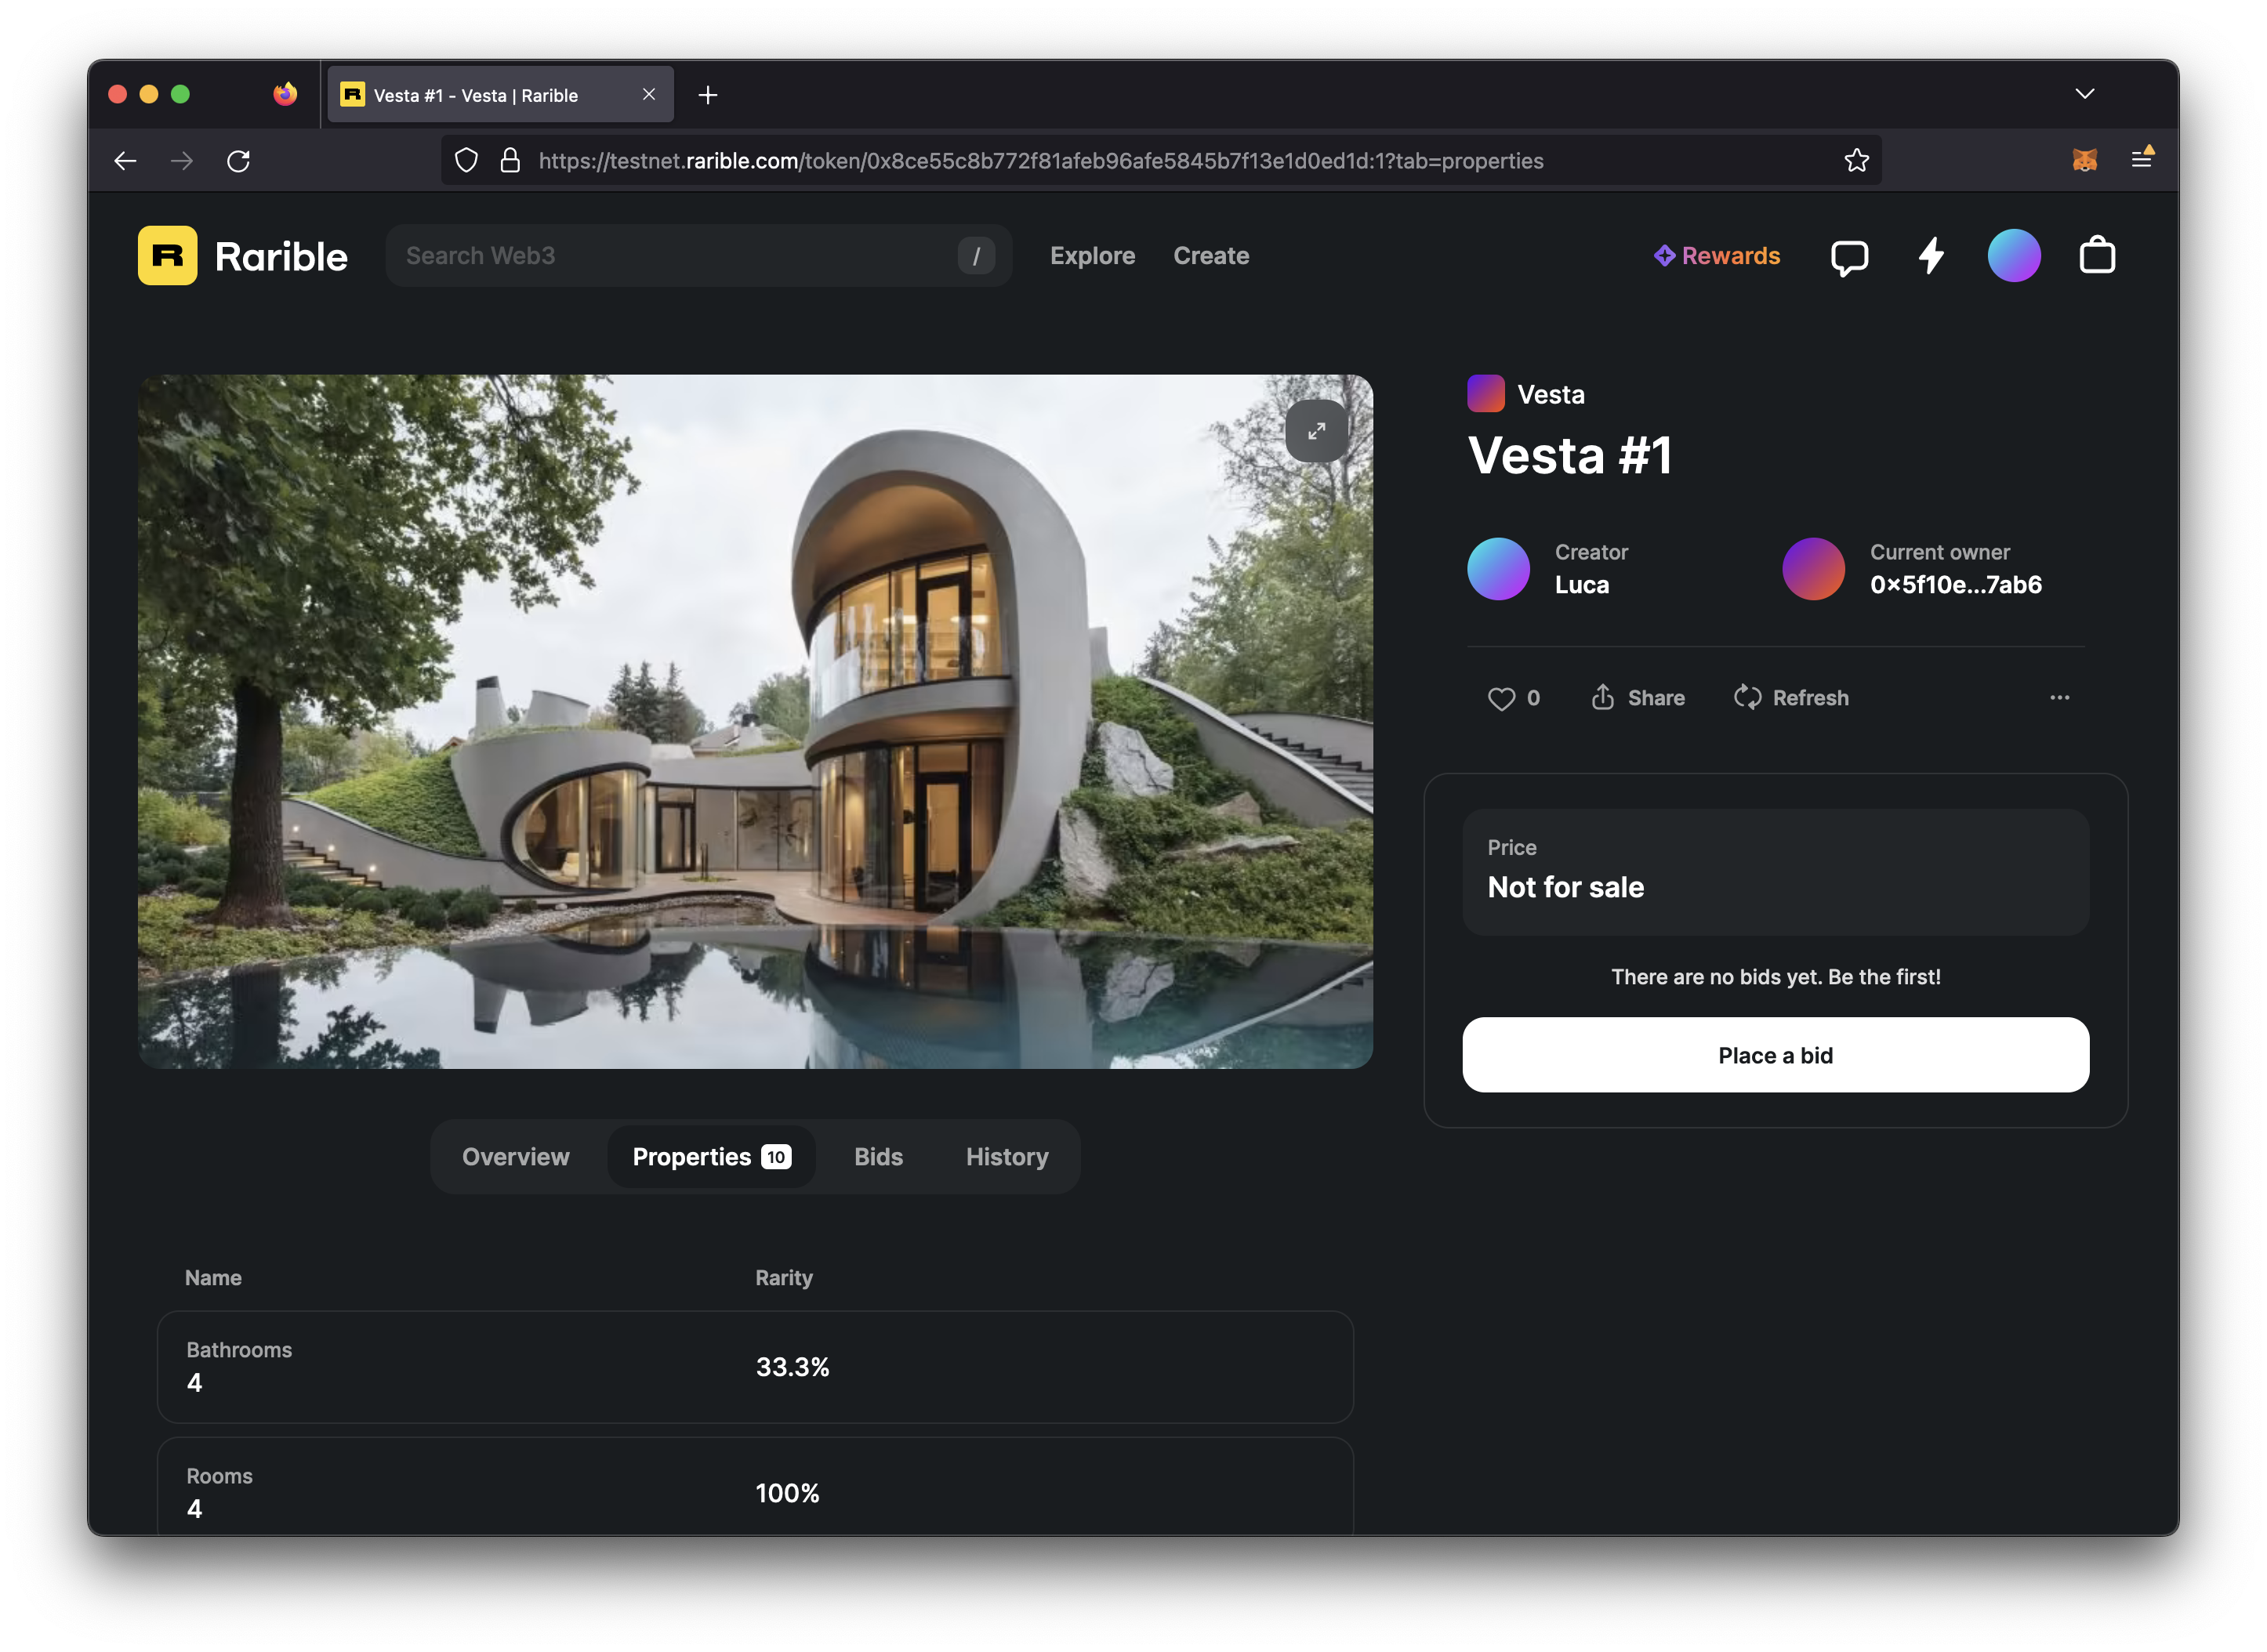 Vesta #1 - Vesta | Rarible
https://testnet.rarible.com/token/0x8ce55c8b772f81afeb96afe5845b7f13e1d0ed1d:1?tab=properties
R Rarible
Search Web3 /
Explore Create
Rewards
Vesta
Vesta #1
Creator
Luca
Current owner
0×5f10e...7ab6
0 Share Refresh
Price
Not for sale
There are no bids yet. Be the first!
Place a bid
Overview Properties 10 Bids History
Name Rarity
Bathrooms
4
33.3%
Rooms
4
100%